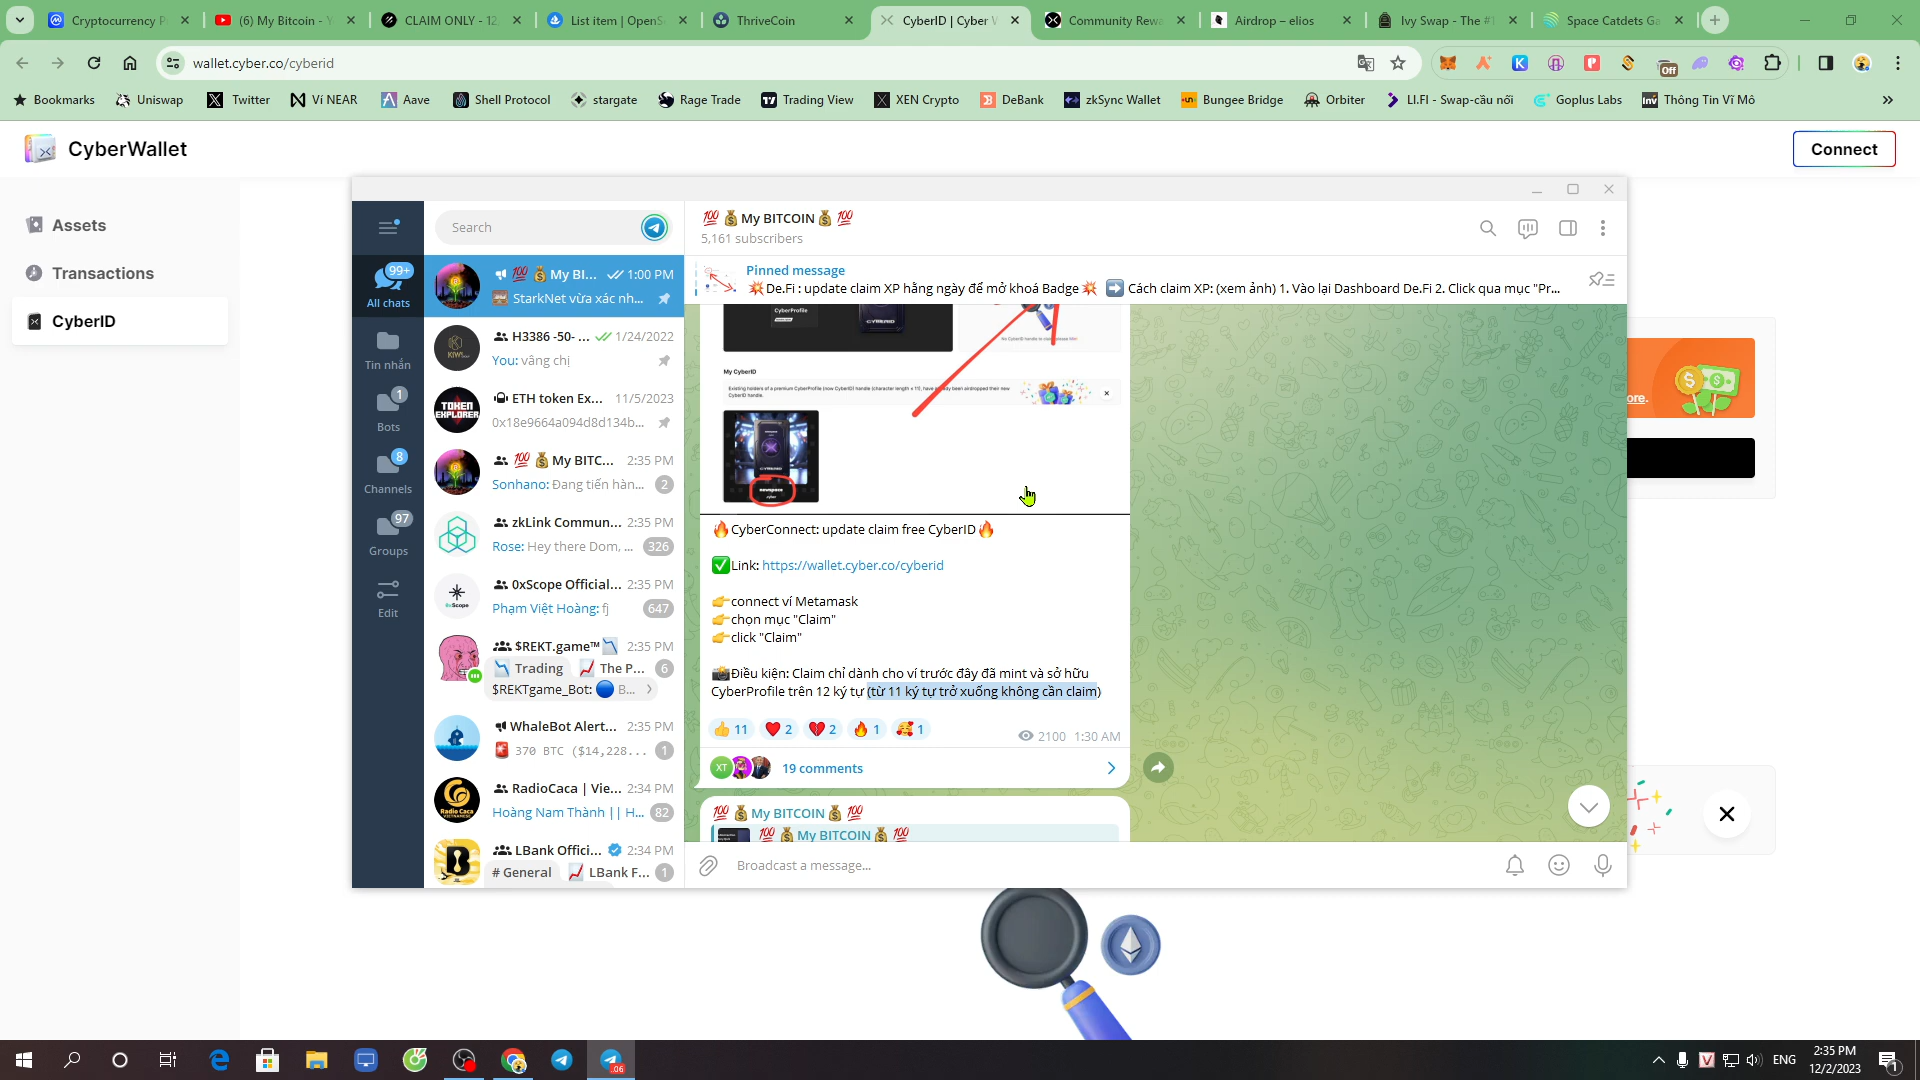 Cryptocurrency P
(6) My Bitcoin - Y
CLAIM ONLY - 12.
List item | OpenS
ThriveCoin
CyberID | Cyber W
Community Rewa
Airdrop – elios
Ivy Swap - The #1
Space Catdets Ga
wallet.cyber.co/cyberid
Off
Bookmarks
Uniswap
Twitter
Ví NEAR
Aave
Shell Protocol
stargate
Rage Trade
Trading View
XEN Crypto
DeBank
zkSync Wallet
Bungee Bridge
Orbiter
LI.FI - Swap-cầu nối
Goplus Labs
Thông Tin Vĩ Mô
CyberWallet
Connect
Assets
Transactions
CyberID
99+
All chats
Tin nhắn
1
Bots
8
Channels
97
Groups
Edit
Search
💯 💰 My BI... 1:00 PM
StarkNet vừa xác nh...
H3386 -50- ... 1/24/2022
You: vâng chị
ETH token Ex... 11/5/2023
0x18e9664a094d8d134b...
💯 💰 My BITC... 2:35 PM
Sonhano: Đang tiến hàn... 2
zkLink Commun... 2:35 PM
Rose: Hey there Dom, ... 326
0xScope Official... 2:35 PM
Phạm Việt Hoàng: fj 647
$REKT.game™📉 2:35 PM
📉 Trading 📈 The P... 6
$REKTgame_Bot: 🔵 B...
WhaleBot Alert... 2:35 PM
🚨 370 BTC ($14,228... 1
RadioCaca | Vie... 2:34 PM
Hoàng Nam Thành || H... 82
LBank Offici... 2:34 PM
# General 📈 LBank F... 1
💯 💰 My BITCOIN 💰 💯
5,161 subscribers
Pinned message
💥De.Fi : update claim XP hằng ngày để mở khoá Badge💥 ➡️ Cách claim XP: (xem ảnh) 1. Vào lại Dashboard De.Fi 2. Click qua mục "Pr...
CyberProfile
My CyberID
Existing holders of a premium CyberProfile (now CyberID) handle (character length < 11), have already been airdropped their new
CyberID handle.
newspace
cyber
🔥CyberConnect: update claim free CyberID🔥
✅Link: https://wallet.cyber.co/cyberid
👉connect ví Metamask
👉chọn mục "Claim"
👉click "Claim"
📸Điều kiện: Claim chỉ dành cho ví trước đây đã mint và sở hữu
CyberProfile trên 12 ký tự (từ 11 ký tự trở xuống không cần claim)
👍 11 ❤️ 2 💔 2 🔥 1 🥰 1
2100 1:30 AM
XT
19 comments
💯 💰 My BITCOIN 💰 💯
💯 💰 My BITCOIN 💰 💯
Broadcast a message...
ore.
.06
ENG
2:35 PM
12/2/2023
1